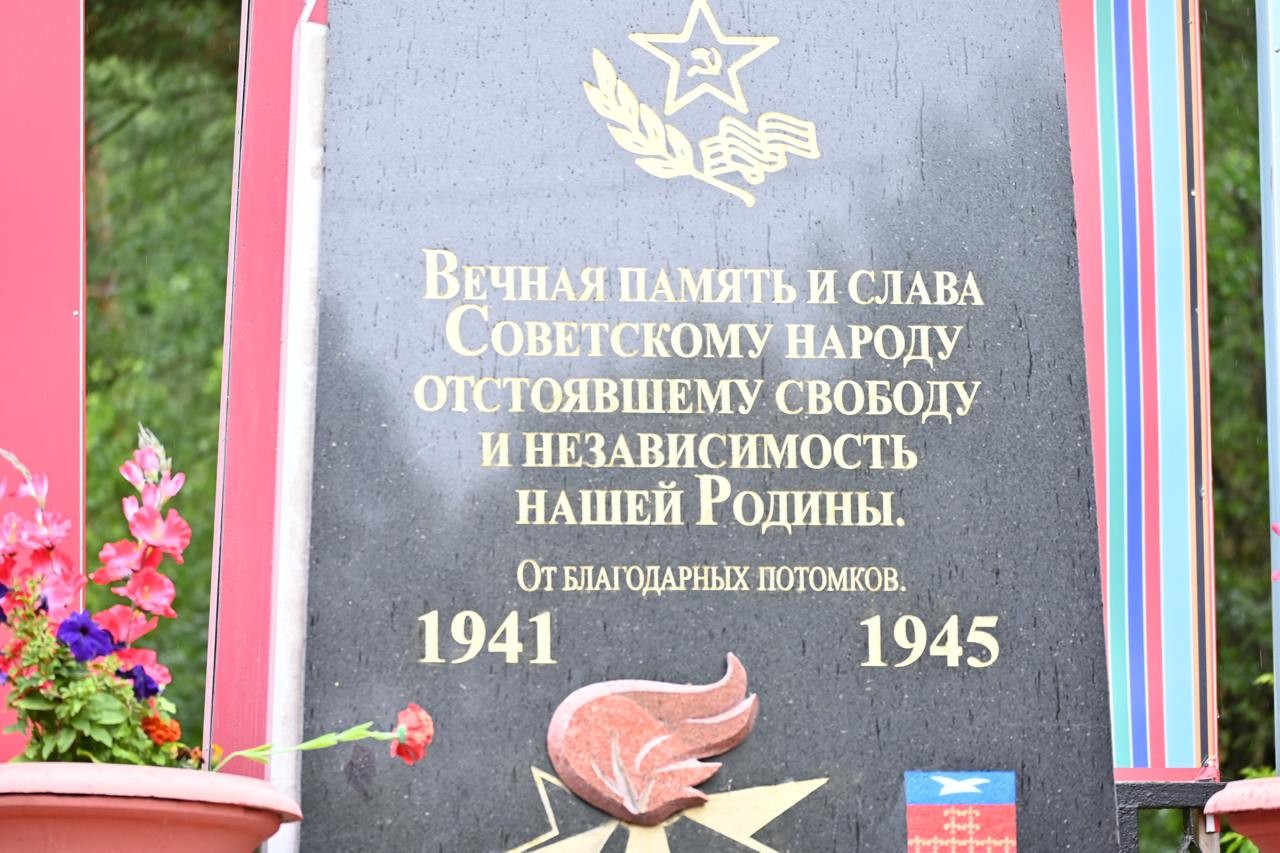 Вечная память и слава
Советскому народу
отстоявшему свободу
и независимость
нашей Родины.
От благодарных потомков.
1941 1945